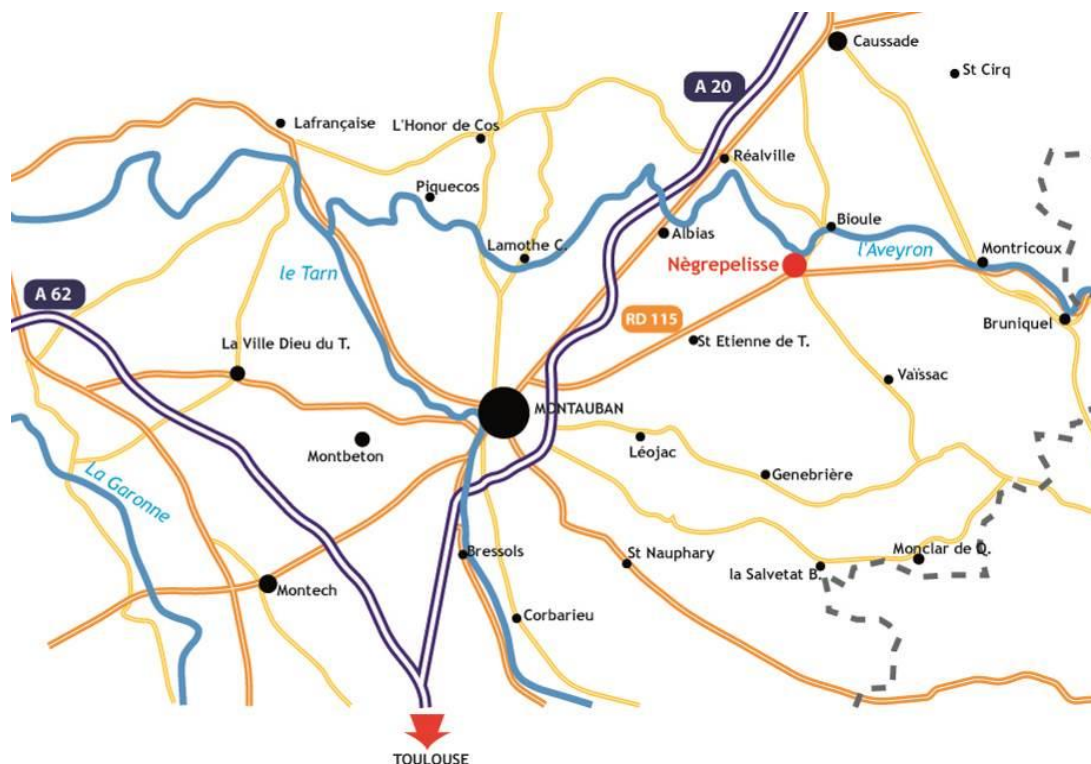 Caussade
St Cirq
A 20
Lafrançaise
L'Honor de Cos
Réalville
Piquecos
Bioule
Albias
Lamothe C.
l'Aveyron
Montricoux
Nègrepelisse
le Tarn
A 62
RD 115
Bruniquel
La Ville Dieu du T.
St Etienne de T.
Vaïssac
MONTAUBAN
Montbeton
Léojac
Genebrière
La Garonne
Bressols
St Nauphary
Monclar de Q.
la Salvetat B.
Montech
Corbarieu
TOULOUSE